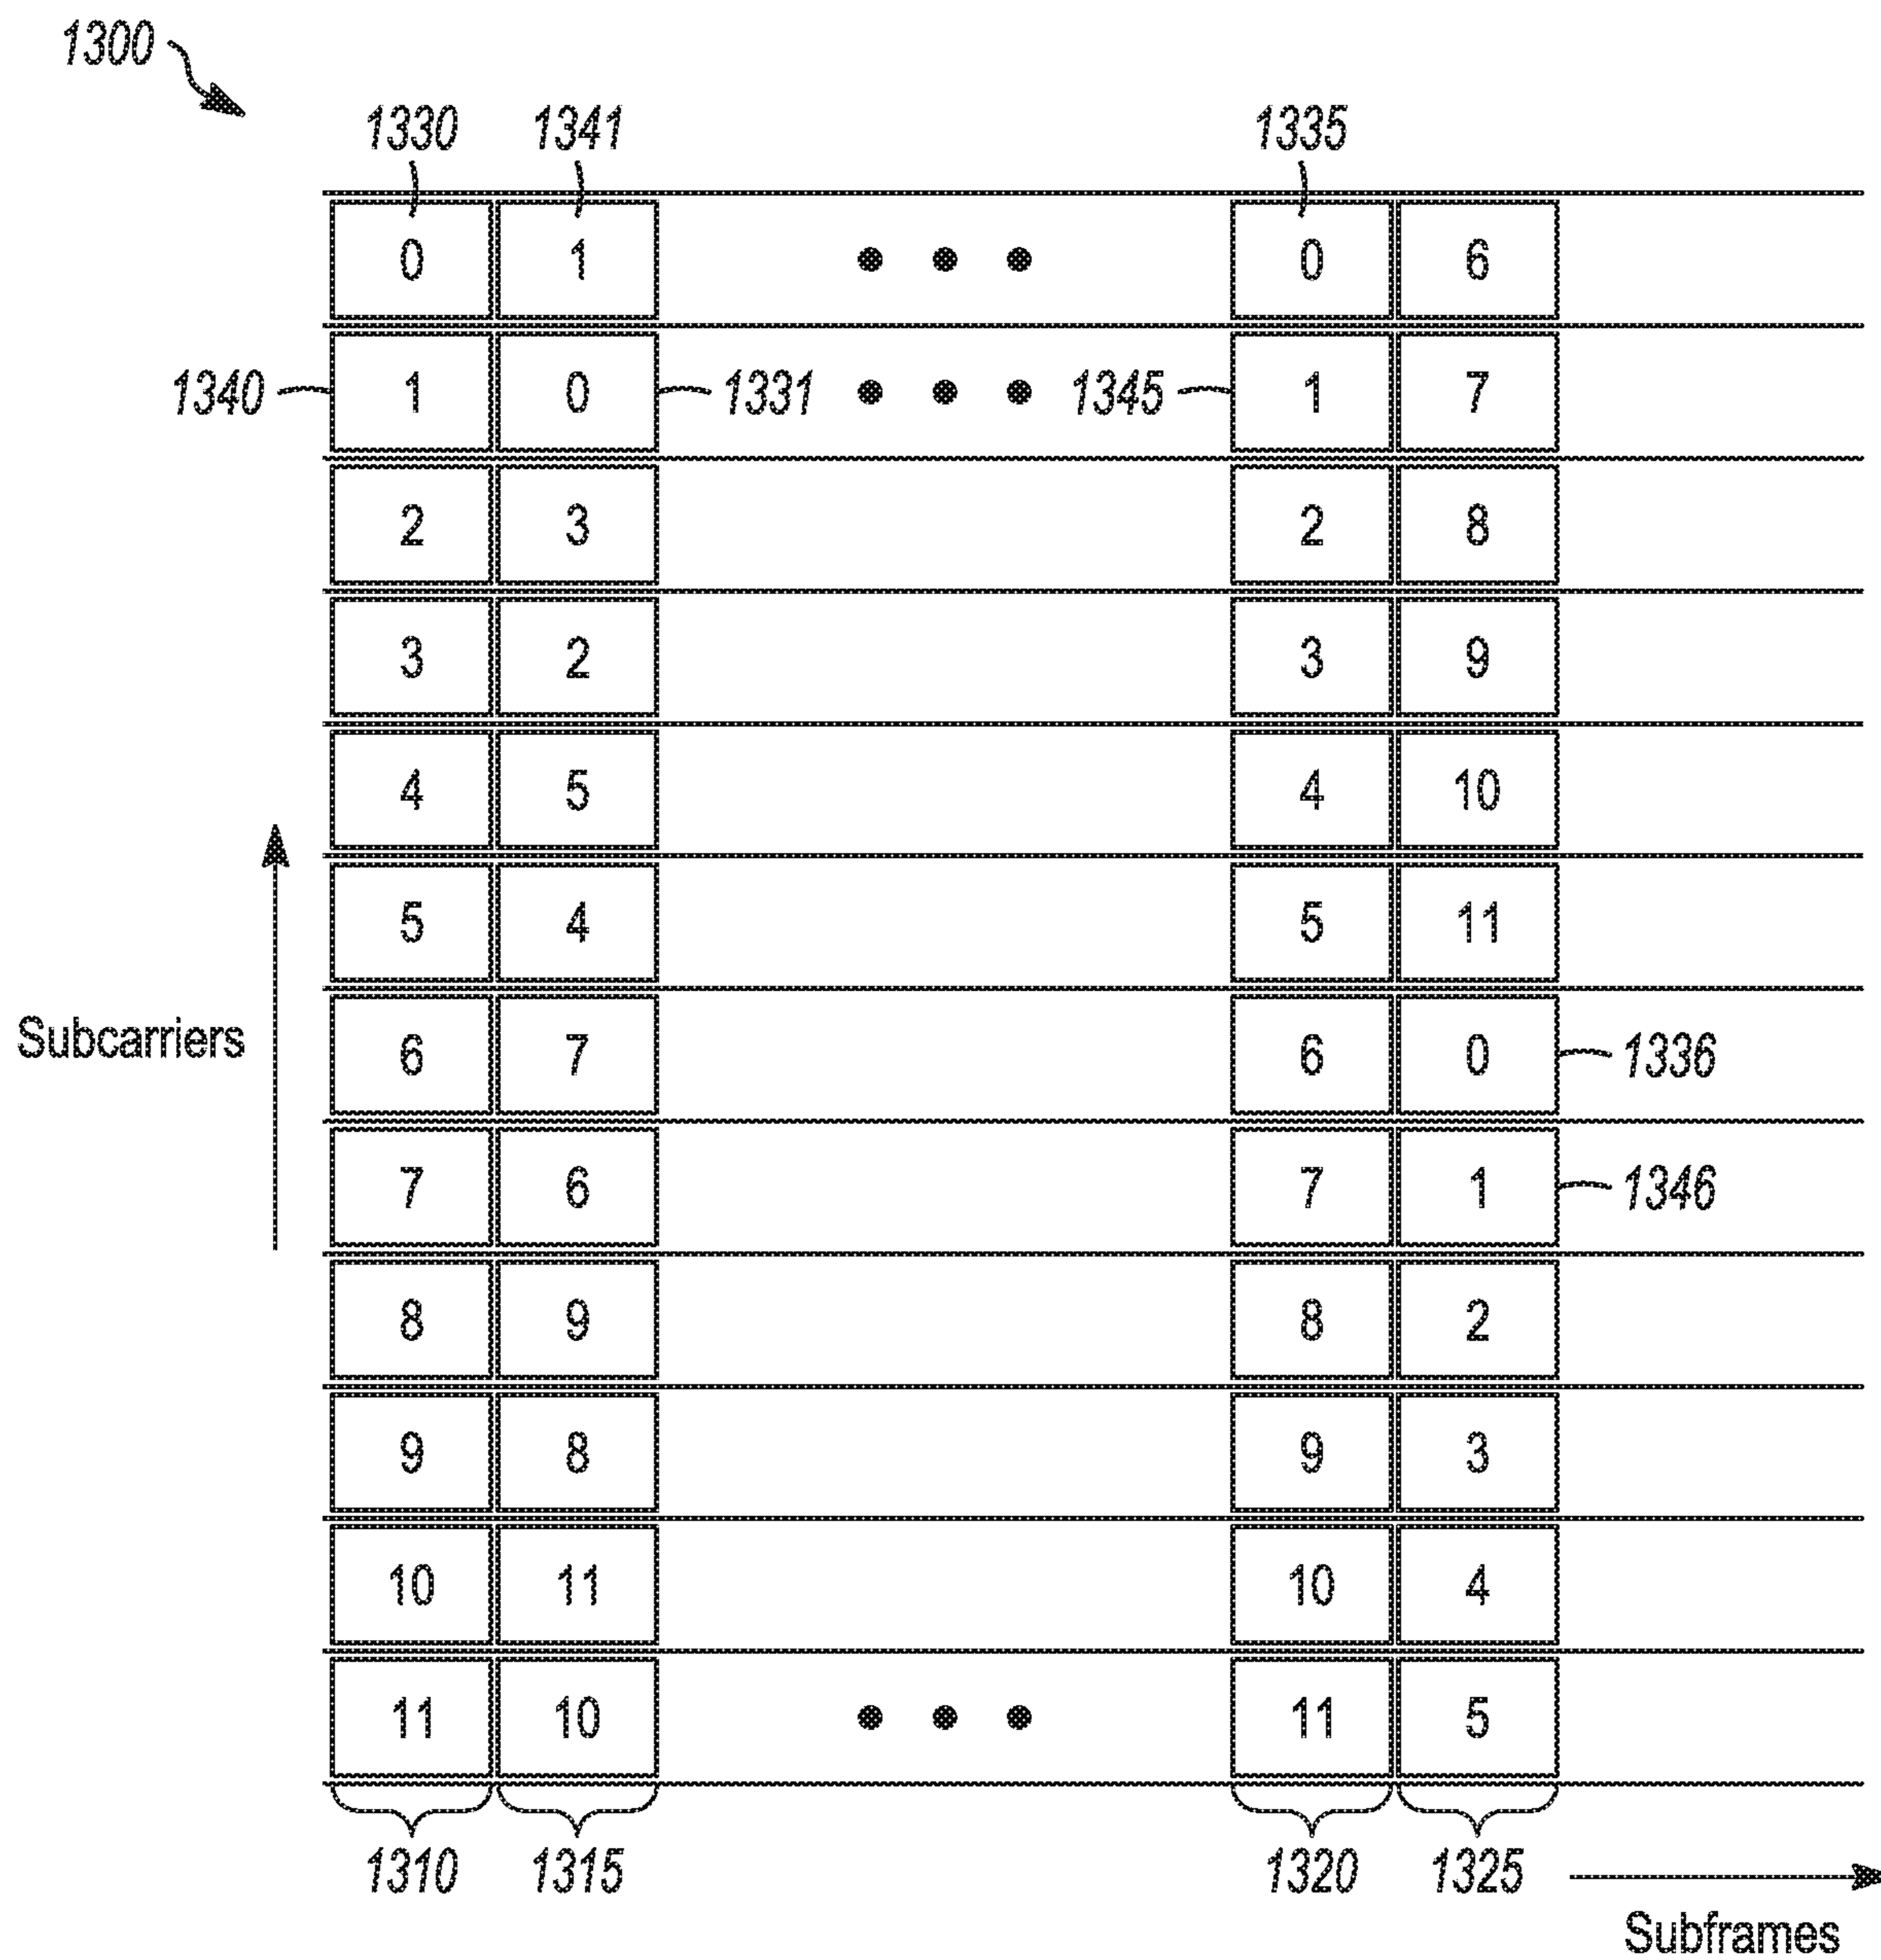 1300
1330 1341 1335
0 1 0 6
1340 1 0 1331 1345 1 7
2 3 2 8
3 2 3 9
4 5 4 10
5 4 5 11
Subcarriers 6 7 6 0 1336
7 6 7 1 1346
8 9 8 2
9 8 9 3
10 11 10 4
11 10 11 5
1310 1315 1320 1325
Subframes